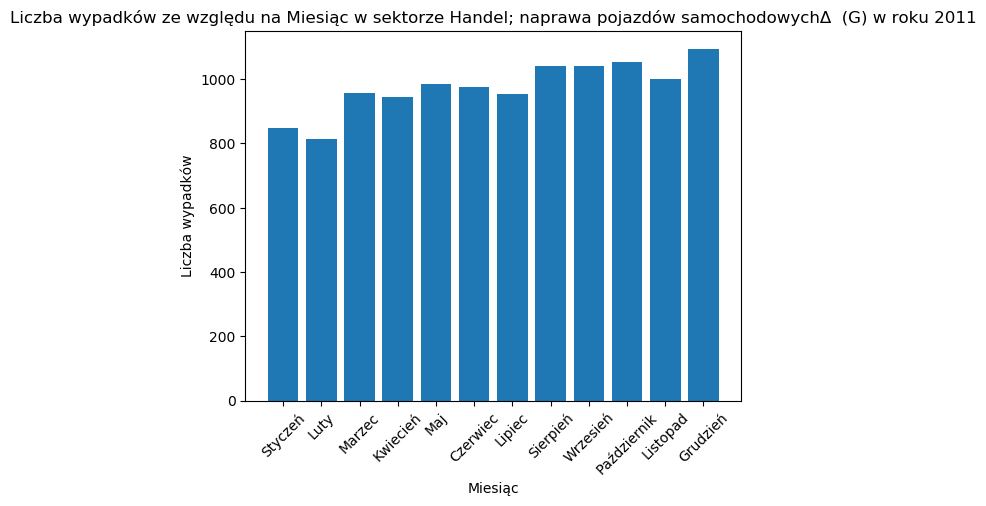 Liczba wypadków ze względu na Miesiąc w sektorze Handel; naprawa pojazdów samochodowychΔ  (G) w roku 2011
Liczba wypadków
1000
800
600
400
200
0
Styczeń
Luty
Marzec
Kwiecień
Maj
Czerwiec
Lipiec
Sierpień
Wrzesień
Październik
Listopad
Grudzień
Miesiąc